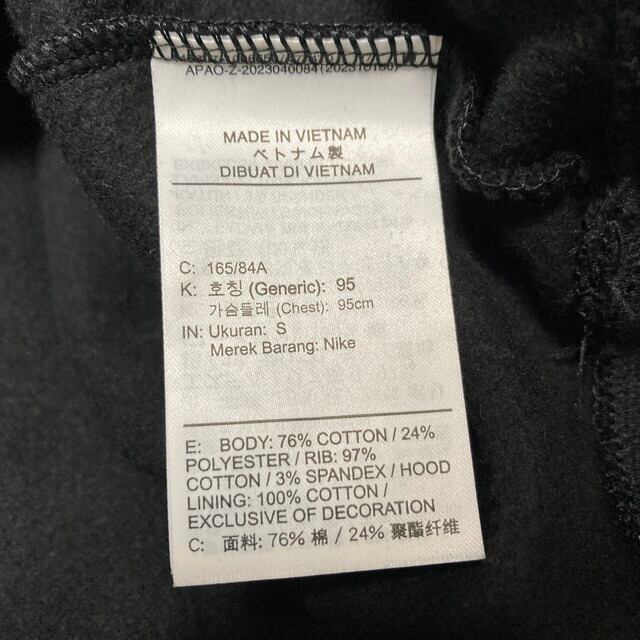 MADE IN VIETNAM
ベトナム製
DIBUAT DI VIETNAM
C: 165/84A
K: 호칭 (Generic): 95
가슴둘레 (Chest): 95cm
IN: Ukuran: S
Merek Barang: Nike
E: BODY: 76% COTTON / 24%
POLYESTER / RIB: 97%
COTTON / 3% SPANDEX / HOOD
LINING: 100% COTTON /
EXCLUSIVE OF DECORATION
C: 面料: 76% 棉 / 24% 聚酯纤维